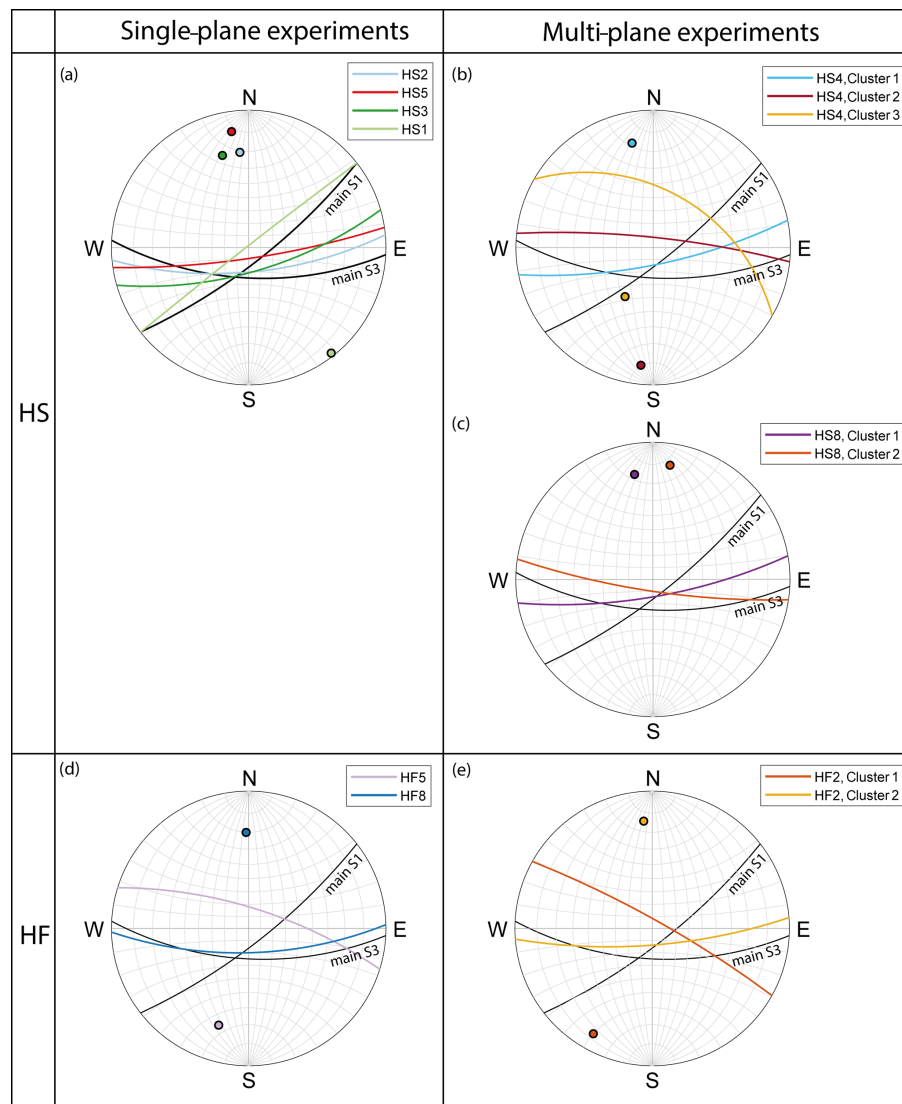 Single-plane experiments
Multi-plane experiments
HS
(a)
HS2
HS5
HS3
HS1
N
W
E
S
main S1
main S3
(b)
HS4, Cluster 1
HS4, Cluster 2
HS4, Cluster 3
N
W
E
S
main S1
main S3
(c)
HS8, Cluster 1
HS8, Cluster 2
N
W
E
S
main S1
main S3
HF
(d)
HF5
HF8
N
W
E
S
main S1
main S3
(e)
HF2, Cluster 1
HF2, Cluster 2
N
W
E
S
main S1
main S3